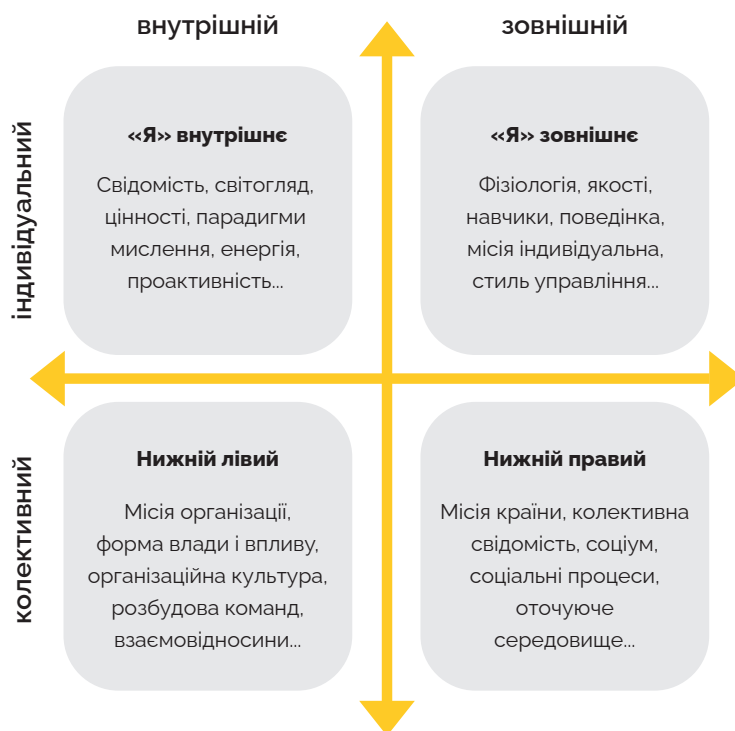 внутрішній
зовнішній
індивідуальний
«Я» внутрішнє
Свідомість, світогляд,
цінності, парадигми
мислення, енергія,
проактивність...
«Я» зовнішнє
Фізіологія, якості,
навчики, поведінка,
місія індивідуальна,
стиль управління...
колективний
Нижній лівий
Місія організації,
форма влади і впливу,
організаційна культура,
розбудова команд,
взаємовідносини...
Нижній правий
Місія країни, колективна
свідомість, соціум,
соціальні процеси,
оточуюче
середовище...